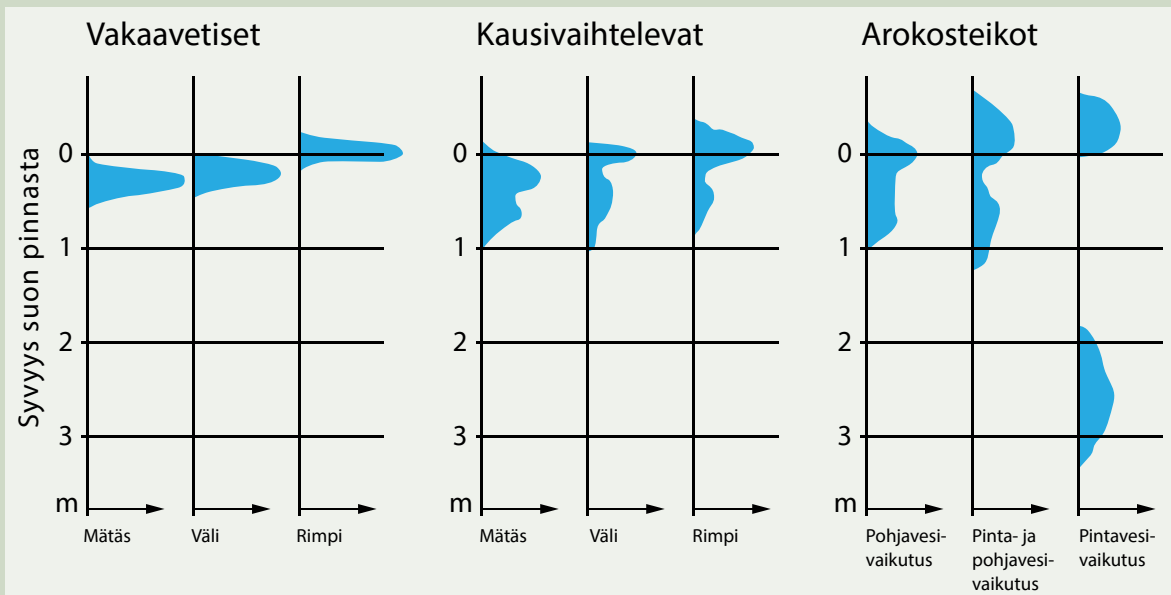 Vakaavetiset
Kausivaihtelevat
Arokosteikot
Syvyys suon pinnasta
0
1
2
3
m
Mätäs
Väli
Rimpi
0
1
2
3
m
Mätäs
Väli
Rimpi
0
1
2
3
m
Pohjavesi-
vaikutus
Pinta- ja
pohjavesi-
vaikutus
Pintavesi-
vaikutus